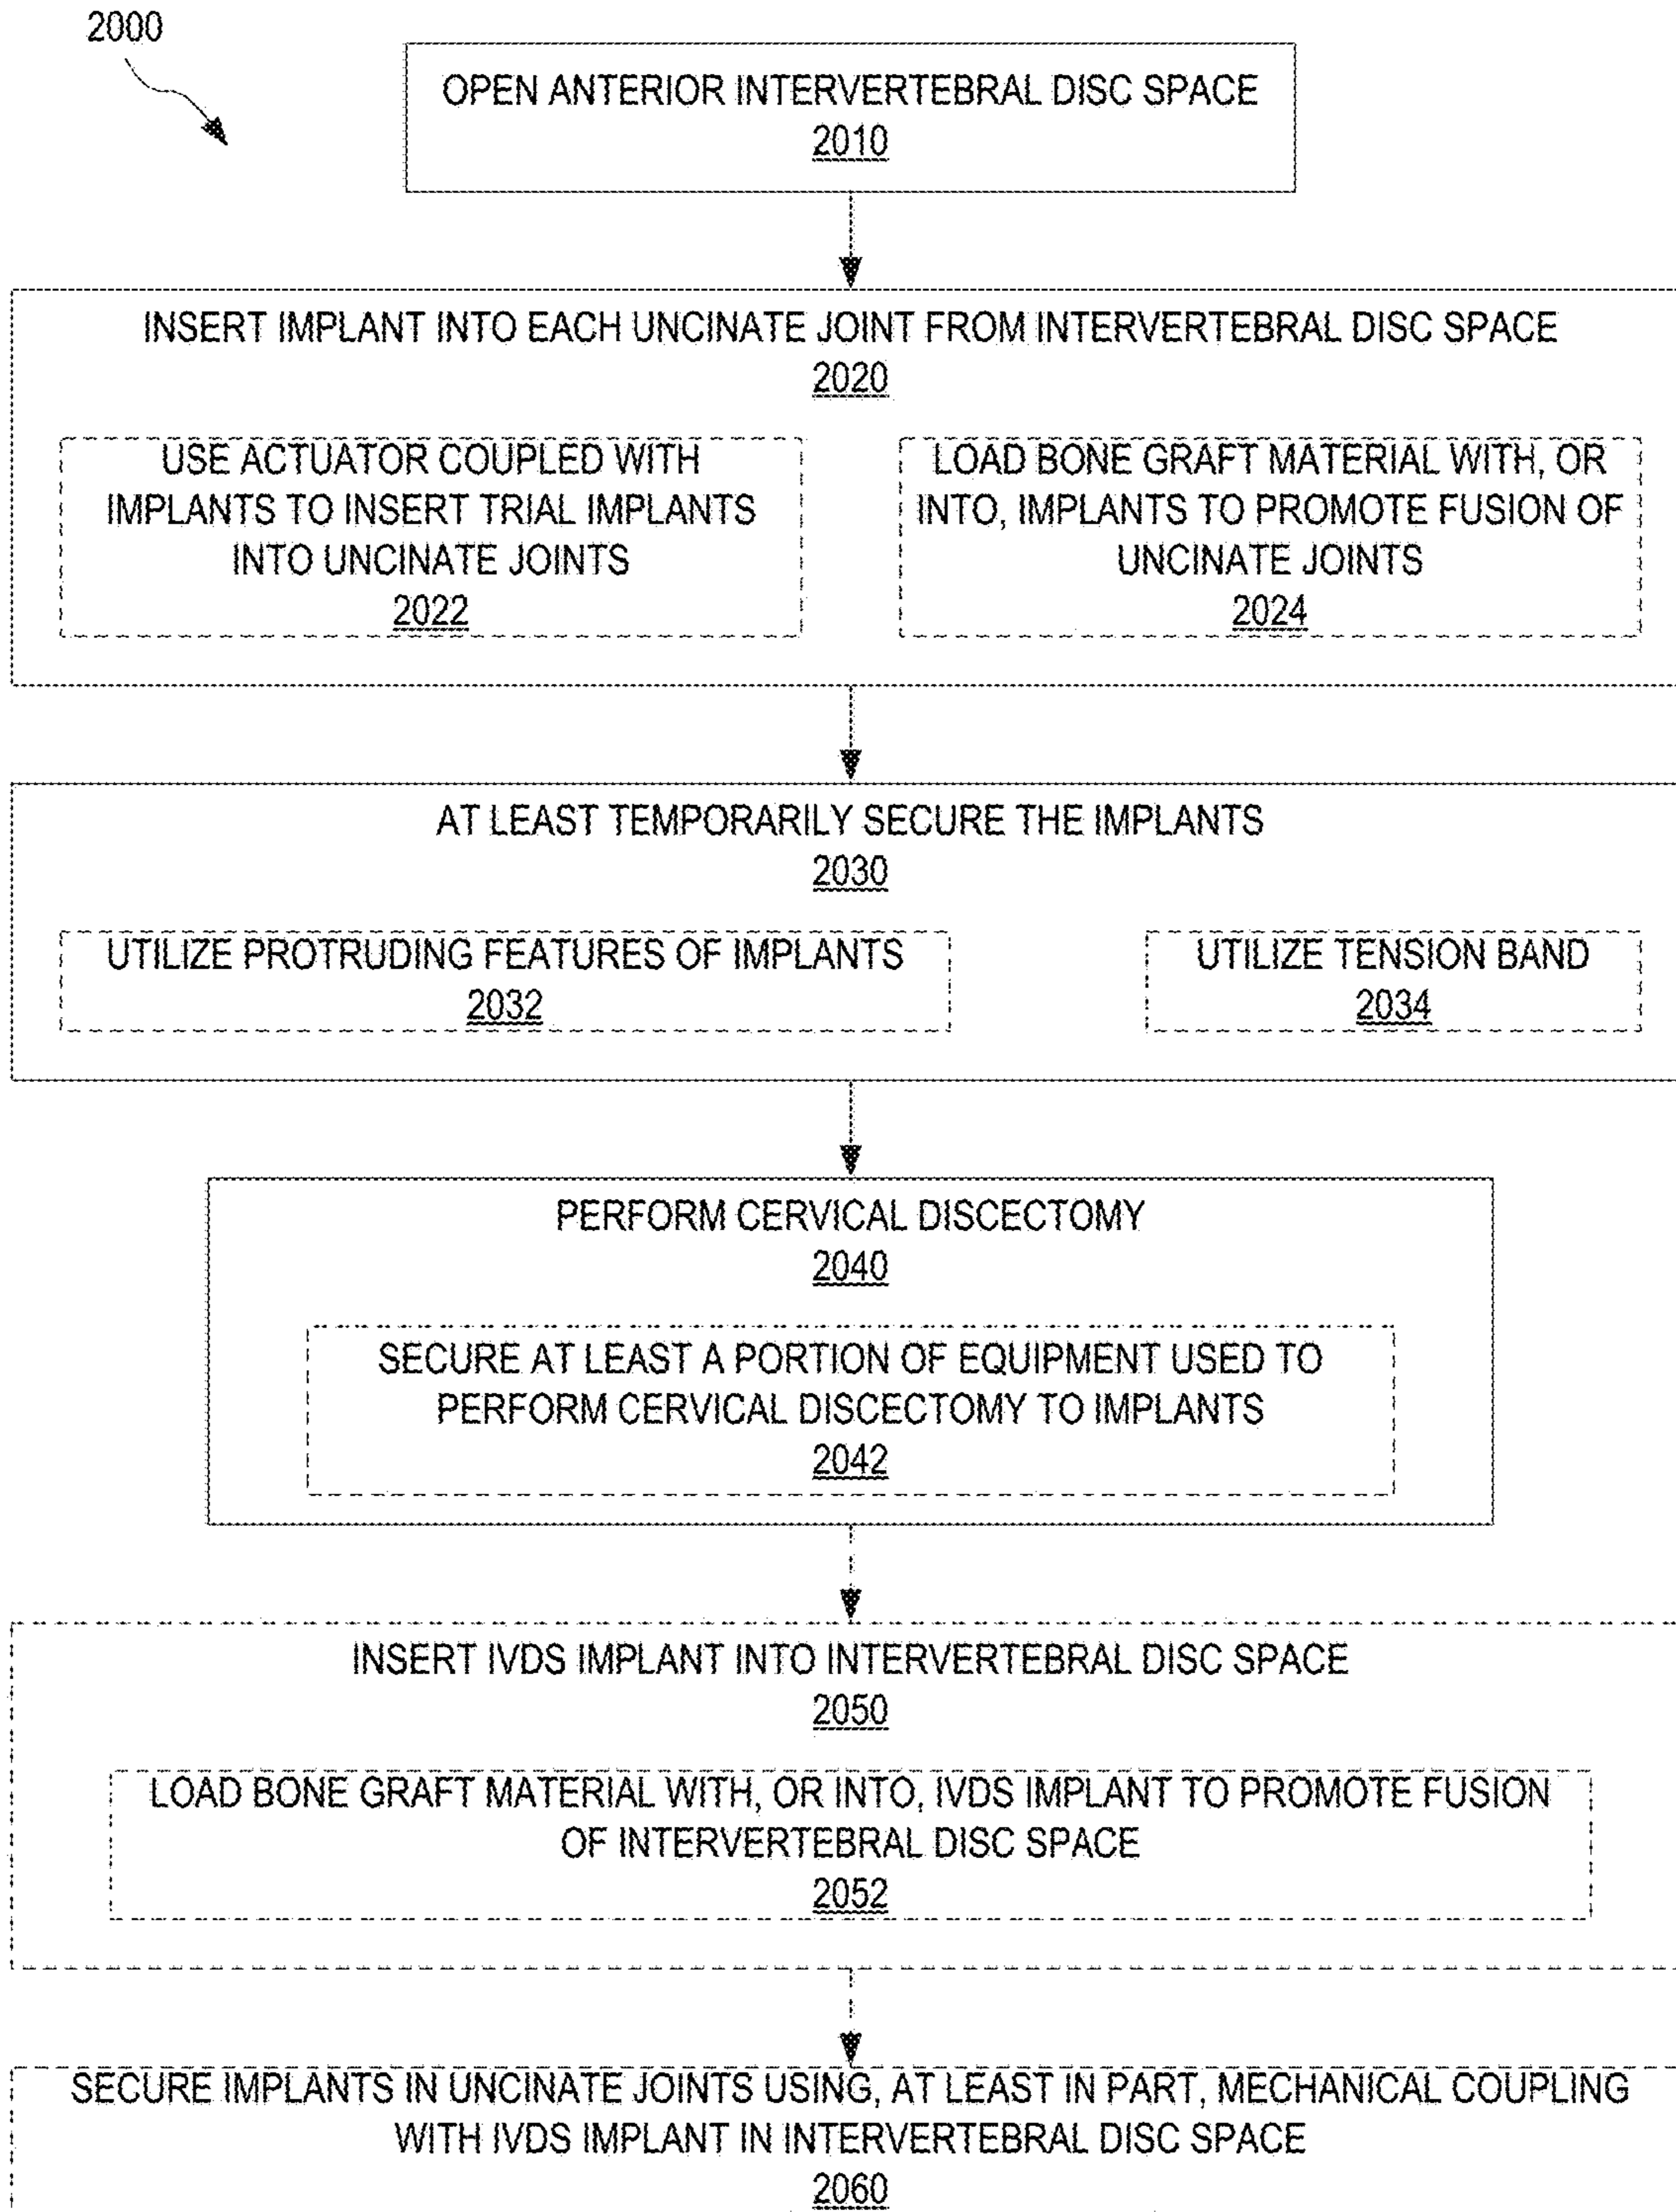 2000
OPEN ANTERIOR INTERVERTEBRAL DISC SPACE
2010
INSERT IMPLANT INTO EACH UNCINATE JOINT FROM INTERVERTEBRAL DISC SPACE
2020
USE ACTUATOR COUPLED WITH
IMPLANTS TO INSERT TRIAL IMPLANTS
INTO UNCINATE JOINTS
2022
LOAD BONE GRAFT MATERIAL WITH, OR
INTO, IMPLANTS TO PROMOTE FUSION OF
UNCINATE JOINTS
2024
AT LEAST TEMPORARILY SECURE THE IMPLANTS
2030
UTILIZE PROTRUDING FEATURES OF IMPLANTS
2032
UTILIZE TENSION BAND
2034
PERFORM CERVICAL DISCECTOMY
2040
SECURE AT LEAST A PORTION OF EQUIPMENT USED TO
PERFORM CERVICAL DISCECTOMY TO IMPLANTS
2042
INSERT IVDS IMPLANT INTO INTERVERTEBRAL DISC SPACE
2050
LOAD BONE GRAFT MATERIAL WITH, OR INTO, IVDS IMPLANT TO PROMOTE FUSION
OF INTERVERTEBRAL DISC SPACE
2052
SECURE IMPLANTS IN UNCINATE JOINTS USING, AT LEAST IN PART, MECHANICAL COUPLING
WITH IVDS IMPLANT IN INTERVERTEBRAL DISC SPACE
2060